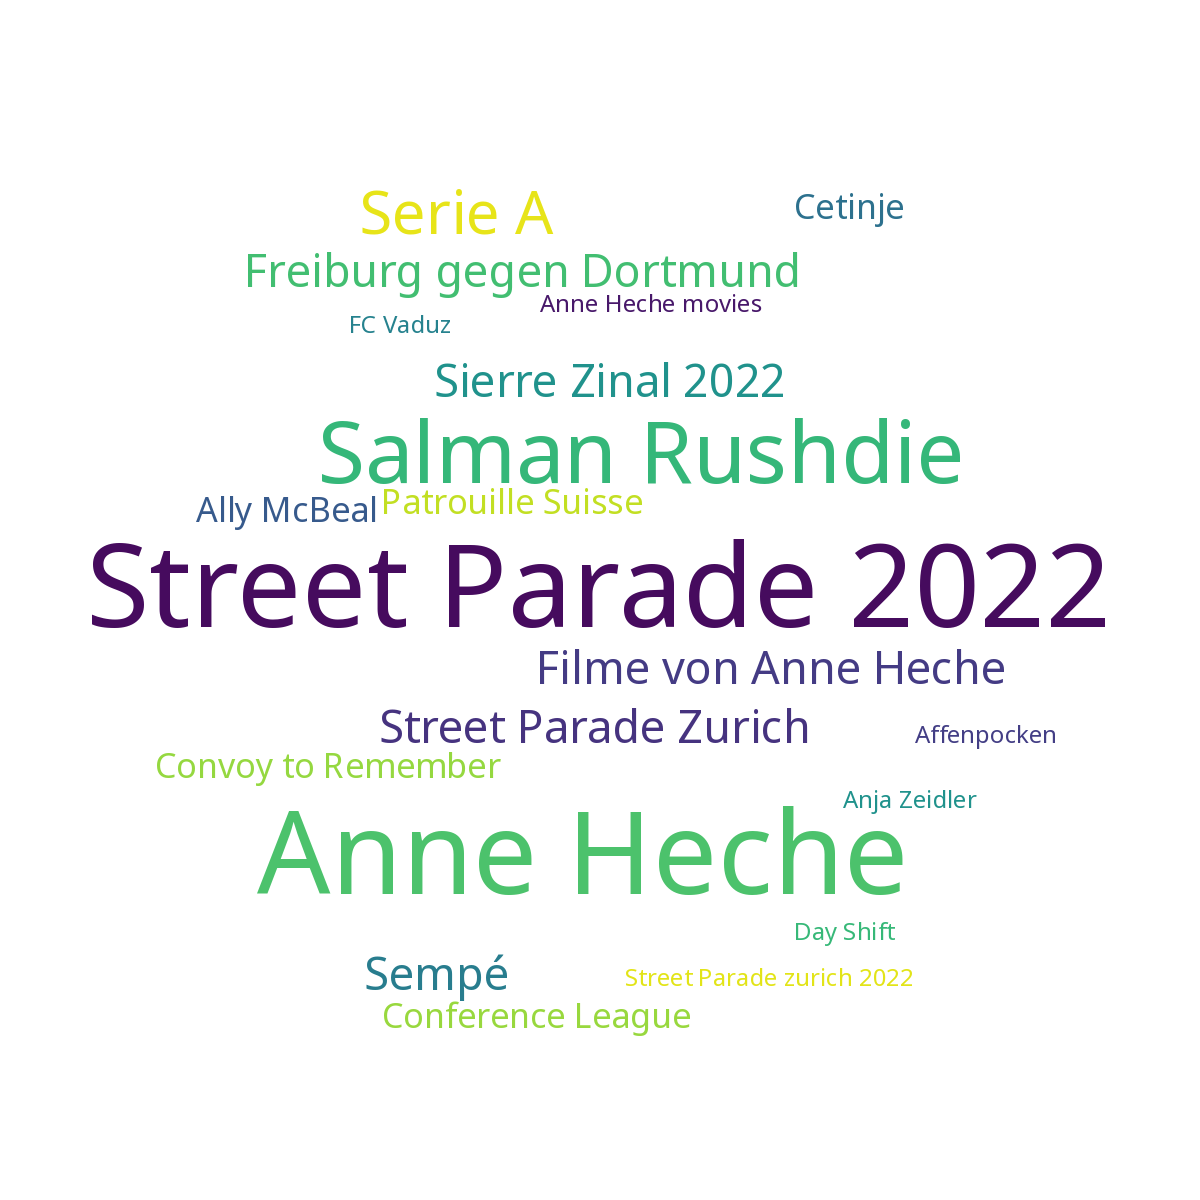 Serie A
Cetinje
Freiburg gegen Dortmund
Anne Heche movies
FC Vaduz
Sierre Zinal 2022
Salman Rushdie
Ally McBeal
Patrouille Suisse
Street Parade 2022
Filme von Anne Heche
Street Parade Zurich
Affenpocken
Convoy to Remember
Anja Zeidler
Anne Heche
Day Shift
Sempé
Street Parade zurich 2022
Conference League